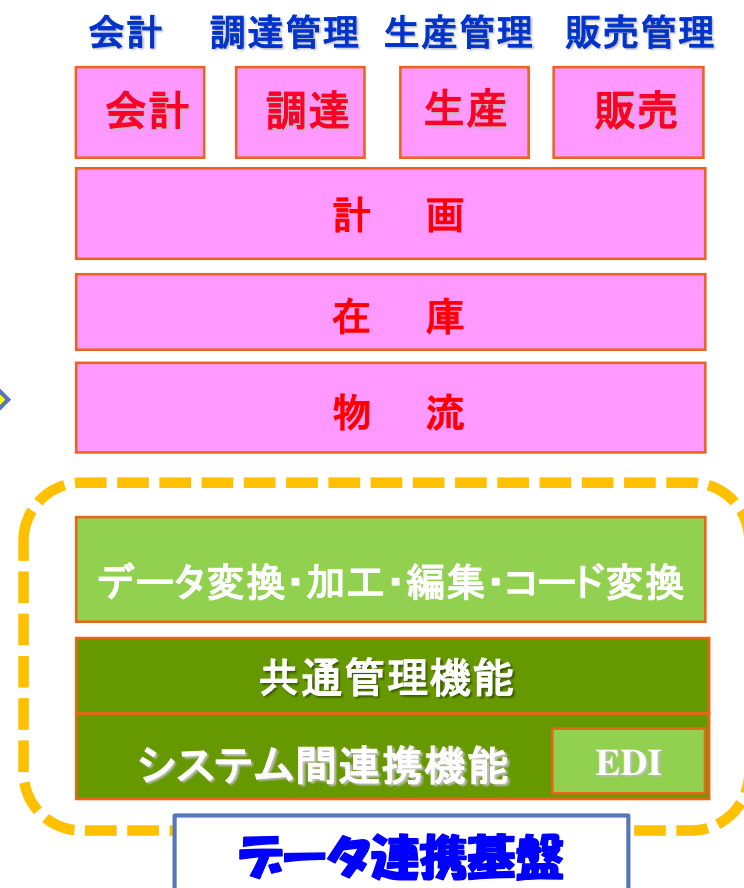 会計 調達管理 生産管理 販売管理
会計 調達 生産 販売
計 画
在 庫
物 流
データ変換・加工・編集・コード変換
共通管理機能
システム間連携機能 EDI
データ連携基盤